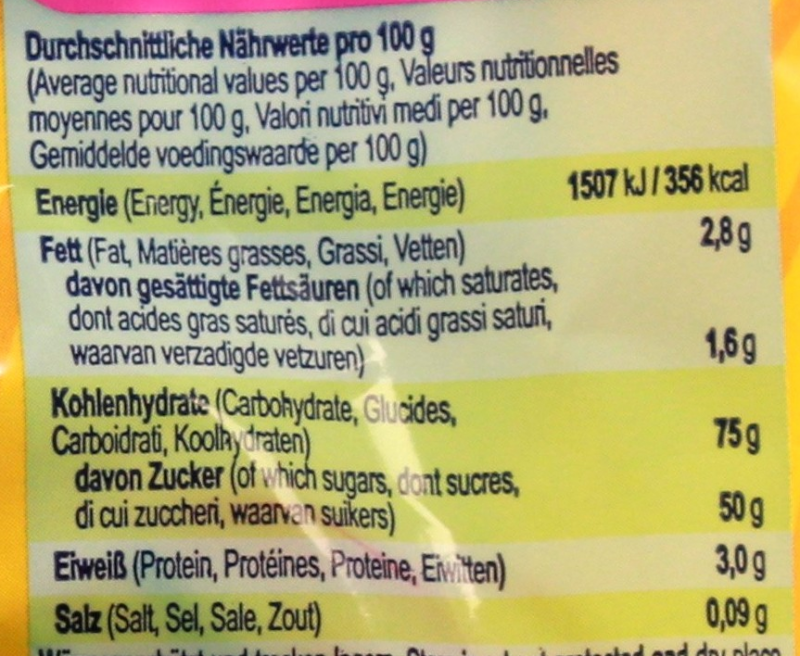 Durchschnittliche Nährwerte pro 100 g
(Average nutritional values per 100 g, Valeurs nutritionnelles
moyennes pour 100 g, Valori nutritivi medi per 100 g,
Gemiddelde voedingswaarde per 100 g)
Energie (Energy, Énergie, Energia, Energie) 1507 kJ / 356 kcal
Fett (Fat, Matières grasses, Grassi, Vetten) 2,8 g
davon gesättigte Fettsäuren (of which saturates,
dont acides gras saturés, di cui acidi grassi saturi,
waarvan verzadigde vetzuren) 1,6 g
Kohlenhydrate (Carbohydrate, Glucides,
Carboidrati, Koolhydraten) 75 g
davon Zucker (of which sugars, dont sucres,
di cui zuccheri, waarvan suikers) 50 g
Eiweiß (Protein, Protéines, Proteine, Eiwitten) 3,0 g
Salz (Salt, Sel, Sale, Zout) 0,09 g